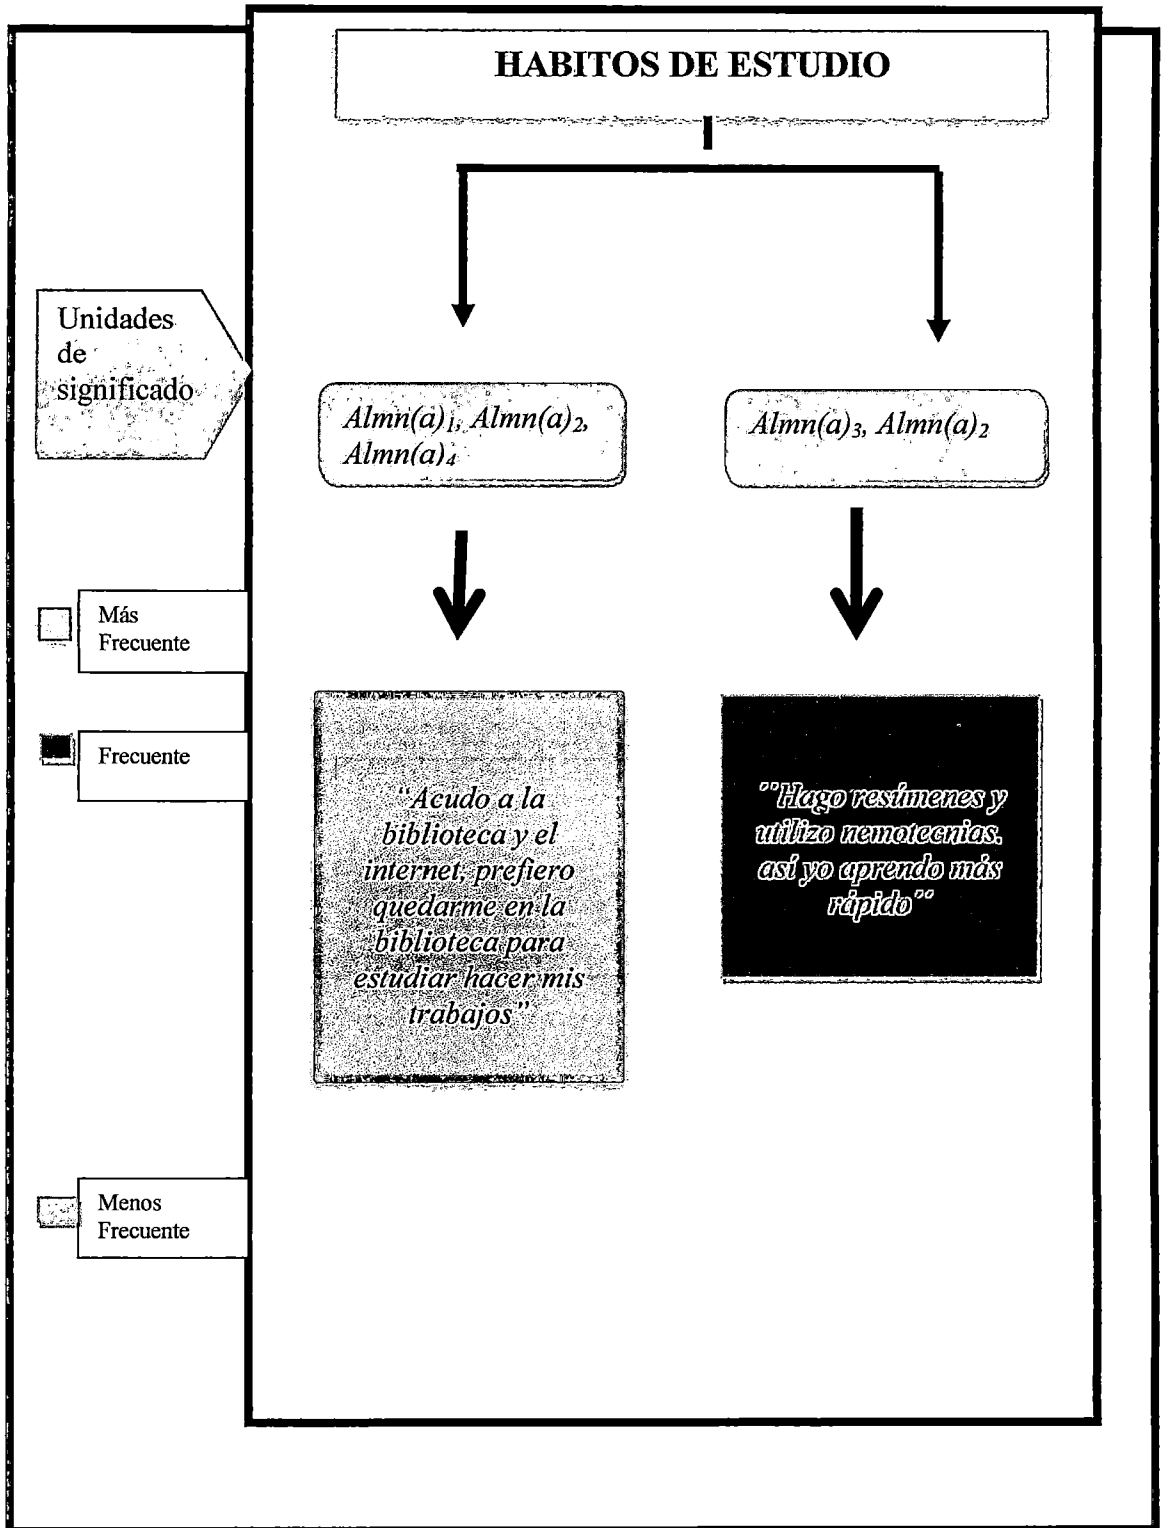 HABITOS DE ESTUDIO
Unidades
de
significado
Almn(a)1, Almn(a)2,
Almn(a)4
Almn(a)3, Almn(a)2
Más
Frecuente
Frecuente
“Acudo a la
biblioteca y el
internet, prefiero
quedarme en la
biblioteca para
estudiar hacer mis
trabajos”
´´Hago resúmenes y
utilizo nemotecnias.
así yo aprendo más
rápido´´
Menos
Frecuente